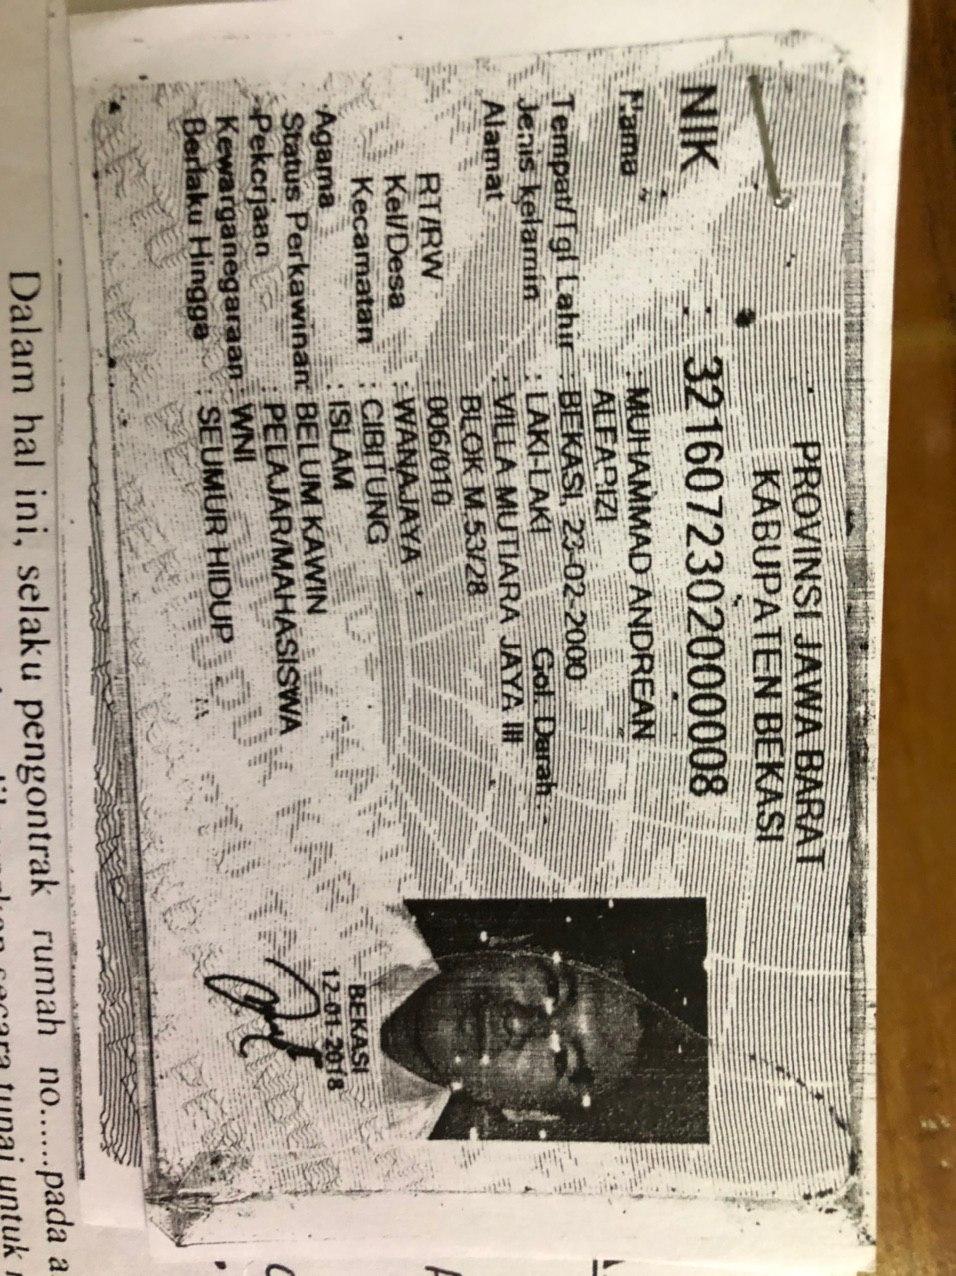 PROVINSI JAWA BARAT
KABUPATEN BEKASI
NIK : 3216072302000008
Nama : MUHAMMAD ANDREAN
ALFARIZI
Tempat/Tgl Lahir : BEKASI, 23-02-2000
Jenis kelamin : LAKI-LAKI Gol. Darah : -
Alamat : VILLA MUTIARA JAYA III
BLOK M.53/28
RT/RW : 006/010
Kel/Desa : WANAJAYA
Kecamatan : CIBITUNG
Agama : ISLAM
Status Perkawinan: BELUM KAWIN
Pekerjaan : PELAJAR/MAHASISWA
Kewarganegaraan : WNI
Berlaku Hingga : SEUMUR HIDUP
BEKASI
12-01-2018
Dalam hal ini, selaku pengontrak rumah no......pada
secara tunai untuk